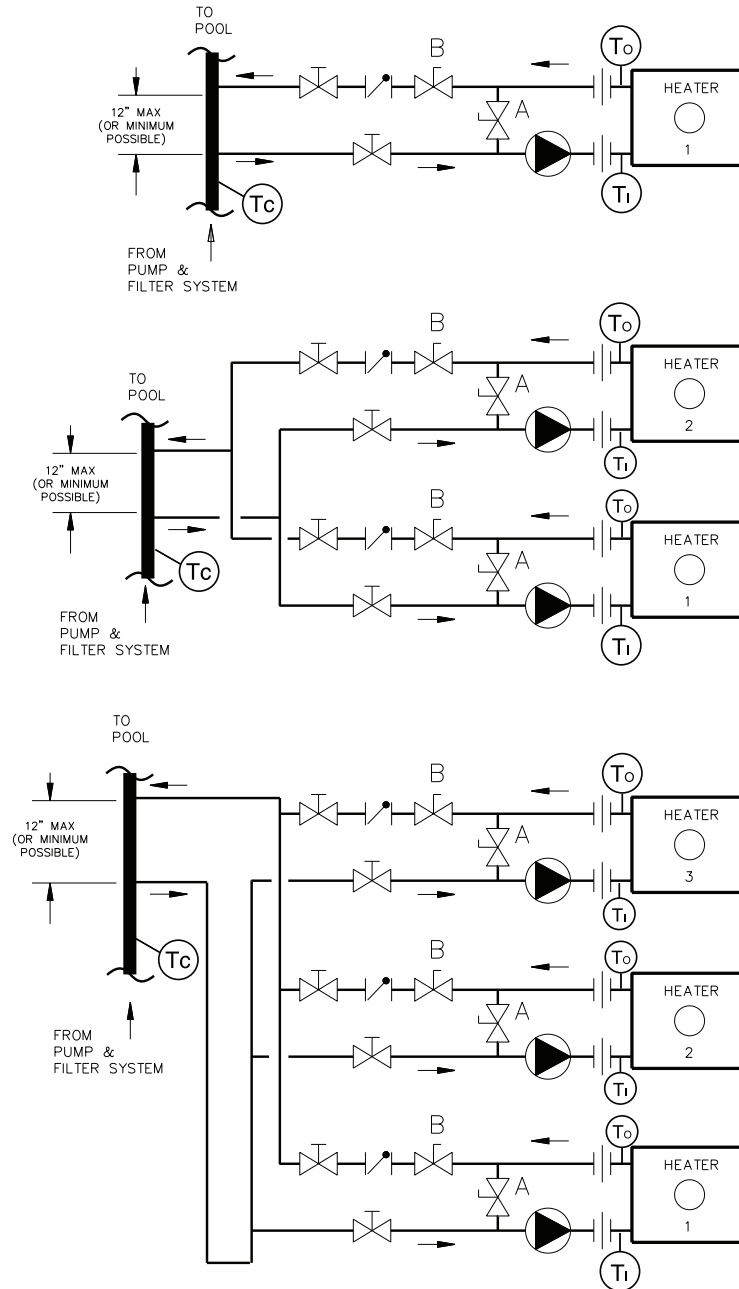 TO
POOL
B
To
HEATER
12" MAX
(OR MINIMUM
POSSIBLE)
A
1
Tc
TI
FROM
PUMP &
FILTER SYSTEM
B
To
HEATER
TO
POOL
A
2
12" MAX
(OR MINIMUM
POSSIBLE)
TI
B
To
HEATER
Tc
A
1
FROM
PUMP &
FILTER SYSTEM
TI
TO
POOL
B
To
HEATER
12" MAX
(OR MINIMUM
POSSIBLE)
A
3
TI
Tc
B
To
HEATER
A
FROM
PUMP &
FILTER SYSTEM
2
TI
B
To
HEATER
A
1
TI